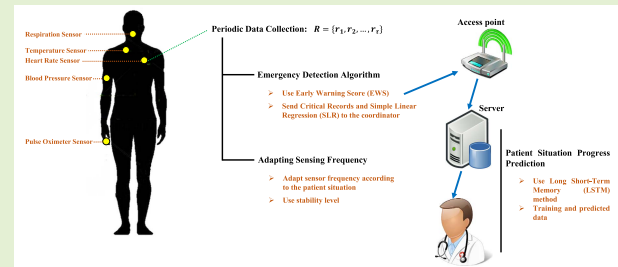 Respiration Sensor
Temperature Sensor
Heart Rate Sensor
Blood Pressure Sensor
Pulse Oximeter Sensor
Periodic Data Collection: R = {r₁, r₂, ..., r_τ}
Emergency Detection Algorithm
➢ Use Early Warning Score (EWS)
➢ Send Critical Records and Simple Linear
Regression (SLR) to the coordinator
Adapting Sensing Frequency
➢ Adapt sensor frequency according
to the patient situation
➢ Use stability level
Access point
Server
Patient Situation Progress
Prediction
➢ Use Long Short-Term
Memory (LSTM)
method
➢ Training and predicted
data